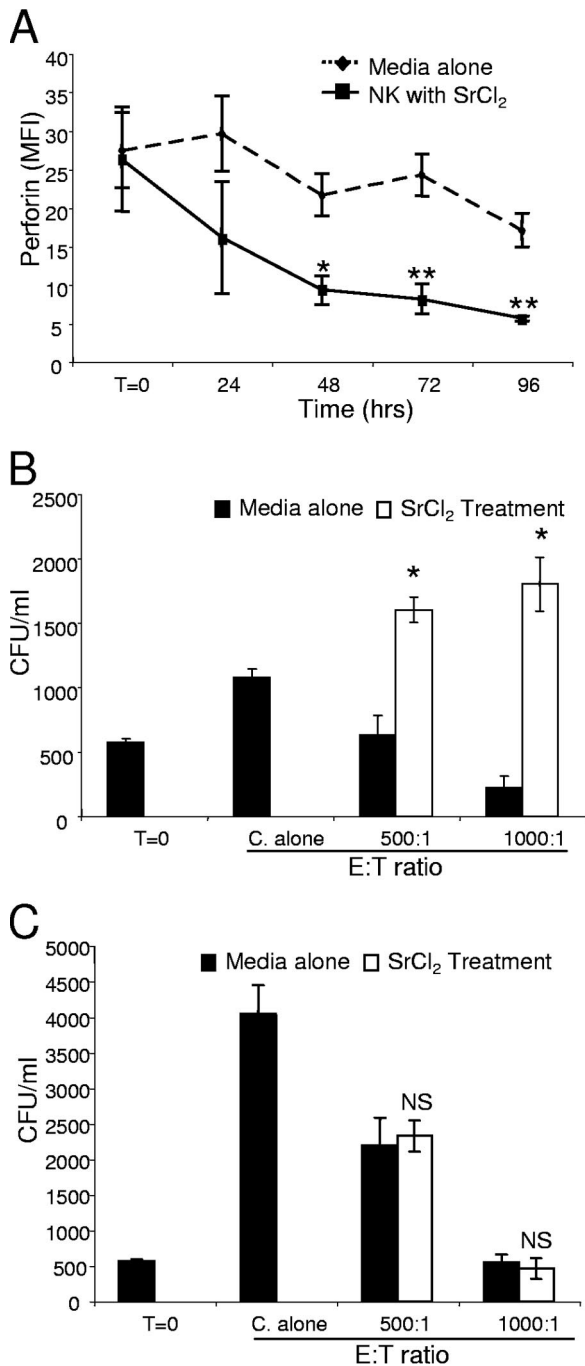 A
40
35
30
25
20
15
10
5
0
Perforin (MFI)
Media alone
NK with SrCl₂
*
**
**
T=0 24 48 72 96
Time (hrs)
B
2500
2000
1500
1000
500
0
CFU/ml
Media alone SrCl₂ Treatment
*
*
T=0 C. alone 500:1 1000:1
E:T ratio
C
5000
4500
4000
3500
3000
2500
2000
1500
1000
500
0
CFU/ml
Media alone SrCl₂ Treatment
NS
NS
T=0 C. alone 500:1 1000:1
E:T ratio